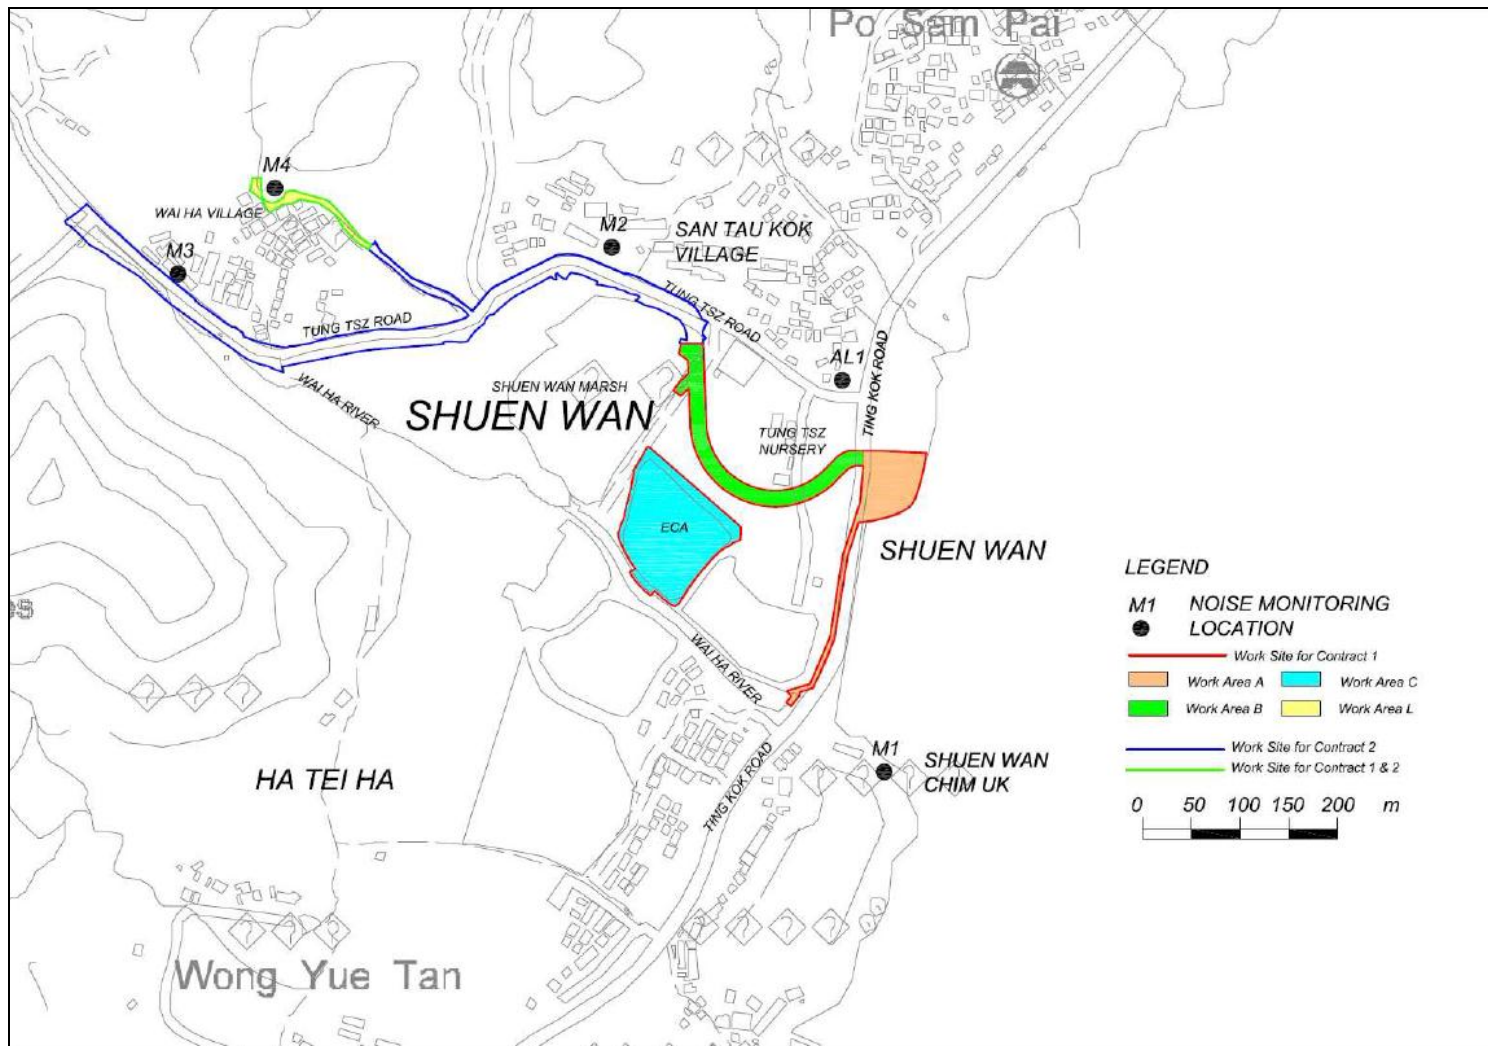 Po Sam Pai
M4
WAI HA VILLAGE
M3
M2
SAN TAU KOK
VILLAGE
TUNG TSZ ROAD
TUNG TSZ ROAD
AL1
TING KOK ROAD
WAI HA RIVER
SHUEN WAN MARSH
SHUEN WAN
TUNG TSZ
NURSERY
ECA
SHUEN WAN
WAI HA RIVER
HA TEI HA
TING KOK ROAD
M1
SHUEN WAN
CHIM UK
Wong Yue Tan
LEGEND
M1 NOISE MONITORING
LOCATION
Work Site for Contract 1
Work Area A
Work Area C
Work Area B
Work Area L
Work Site for Contract 2
Work Site for Contract 1 & 2
0 50 100 150 200 m